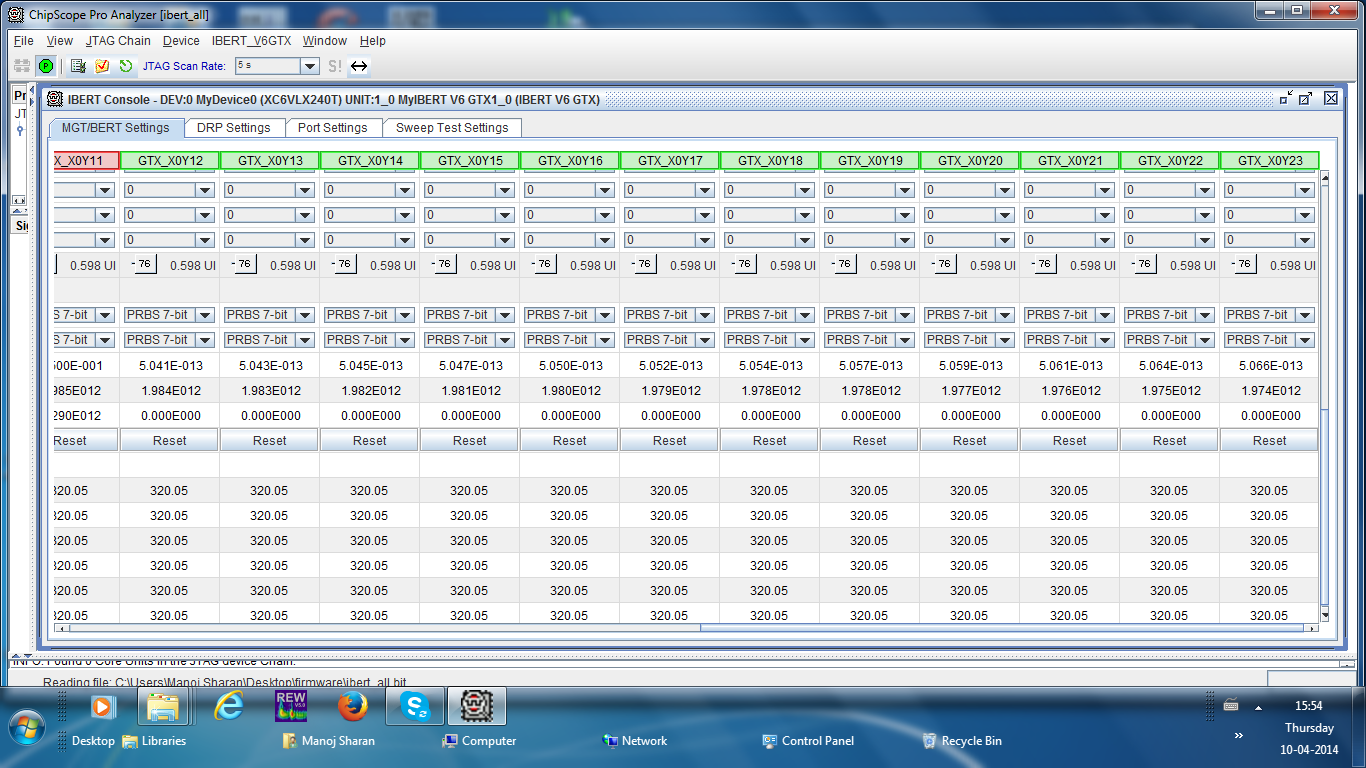 ChipScope Pro Analyzer [ibert_all]
File View JTAG Chain Device IBERT_V6GTX Window Help
JTAG Scan Rate: 5 s S!
IBERT Console - DEV:0 MyDevice0 (XC6VLX240T) UNIT:1_0 MyIBERT V6 GTX1_0 (IBERT V6 GTX)
Pr
JT
Si
MGT/BERT Settings DRP Settings Port Settings Sweep Test Settings
X_X0Y11 GTX_X0Y12 GTX_X0Y13 GTX_X0Y14 GTX_X0Y15 GTX_X0Y16 GTX_X0Y17 GTX_X0Y18 GTX_X0Y19 GTX_X0Y20 GTX_X0Y21 GTX_X0Y22 GTX_X0Y23
0 0 0 0 0 0 0 0 0 0 0 0
0 0 0 0 0 0 0 0 0 0 0 0
0 0 0 0 0 0 0 0 0 0 0 0
0.598 UI - 76 0.598 UI - 76 0.598 UI - 76 0.598 UI - 76 0.598 UI - 76 0.598 UI - 76 0.598 UI - 76 0.598 UI - 76 0.598 UI - 76 0.598 UI - 76 0.598 UI - 76 0.598 UI - 76 0.598 UI
S 7-bit PRBS 7-bit PRBS 7-bit PRBS 7-bit PRBS 7-bit PRBS 7-bit PRBS 7-bit PRBS 7-bit PRBS 7-bit PRBS 7-bit PRBS 7-bit PRBS 7-bit PRBS 7-bit
S 7-bit PRBS 7-bit PRBS 7-bit PRBS 7-bit PRBS 7-bit PRBS 7-bit PRBS 7-bit PRBS 7-bit PRBS 7-bit PRBS 7-bit PRBS 7-bit PRBS 7-bit PRBS 7-bit
00E-001 5.041E-013 5.043E-013 5.045E-013 5.047E-013 5.050E-013 5.052E-013 5.054E-013 5.057E-013 5.059E-013 5.061E-013 5.064E-013 5.066E-013
985E012 1.984E012 1.983E012 1.982E012 1.981E012 1.980E012 1.979E012 1.978E012 1.978E012 1.977E012 1.976E012 1.975E012 1.974E012
290E012 0.000E000 0.000E000 0.000E000 0.000E000 0.000E000 0.000E000 0.000E000 0.000E000 0.000E000 0.000E000 0.000E000 0.000E000
Reset Reset Reset Reset Reset Reset Reset Reset Reset Reset Reset Reset Reset
320.05 320.05 320.05 320.05 320.05 320.05 320.05 320.05 320.05 320.05 320.05 320.05 320.05
320.05 320.05 320.05 320.05 320.05 320.05 320.05 320.05 320.05 320.05 320.05 320.05 320.05
320.05 320.05 320.05 320.05 320.05 320.05 320.05 320.05 320.05 320.05 320.05 320.05 320.05
320.05 320.05 320.05 320.05 320.05 320.05 320.05 320.05 320.05 320.05 320.05 320.05 320.05
320.05 320.05 320.05 320.05 320.05 320.05 320.05 320.05 320.05 320.05 320.05 320.05 320.05
320.05 320.05 320.05 320.05 320.05 320.05 320.05 320.05 320.05 320.05 320.05 320.05 320.05
INFO: Found 0 Core Units in the JTAG device Chain.
Reading file: C:\Users\Manoj Sharan\Desktop\firmware\ibert_all.bit
REW V5.0
15:54
Thursday
10-04-2014
Desktop Libraries Manoj Sharan Computer Network Control Panel Recycle Bin